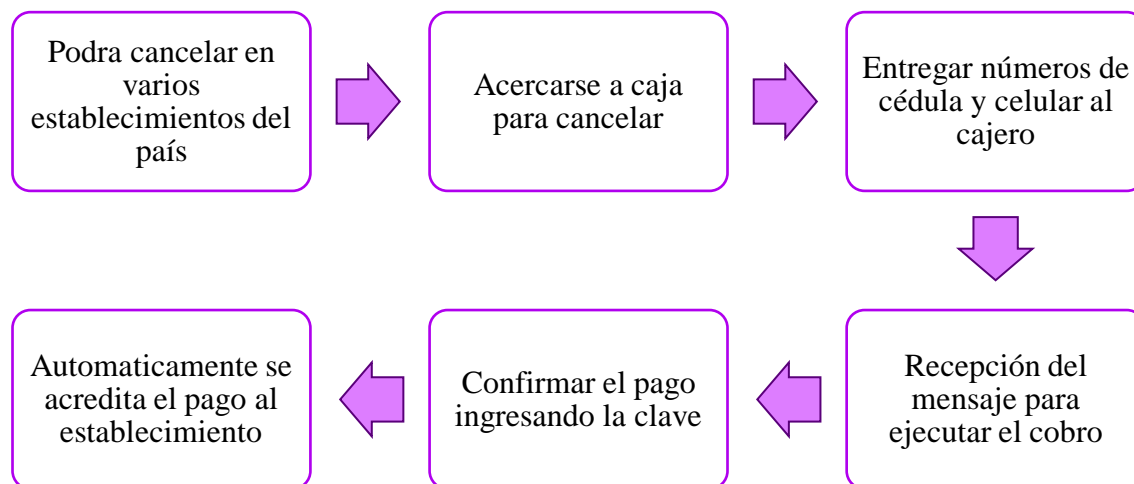 Podra cancelar en
varios
establecimientos del
país
Acercarse a caja
para cancelar
Entregar números de
cédula y celular al
cajero
Recepción del
mensaje para
ejecutar el cobro
Confirmar el pago
ingresando la clave
Automaticamente se
acredita el pago al
establecimiento